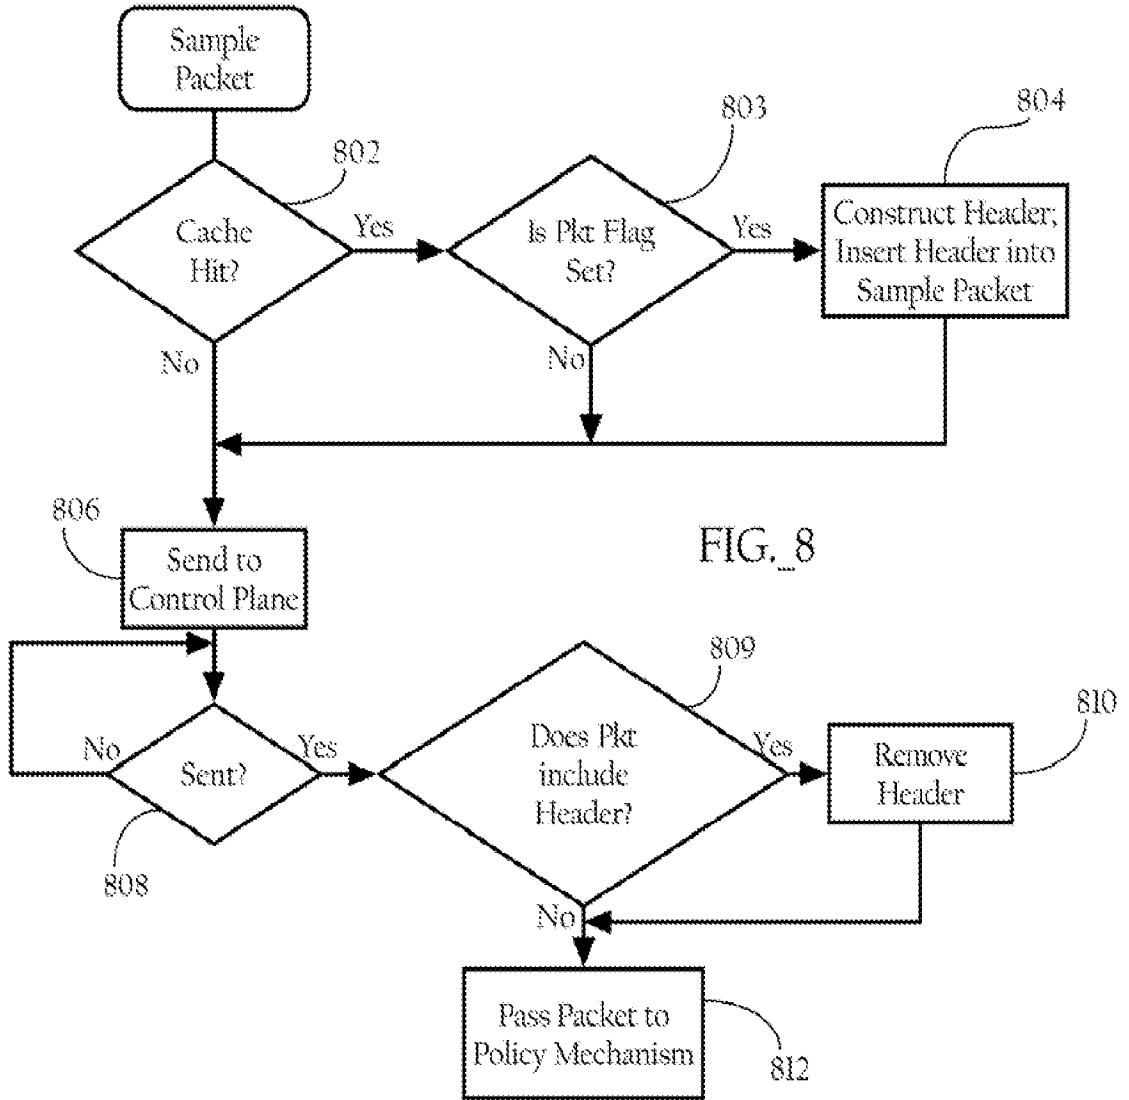 Sample
Packet
802
803
804
Cache
Hit?
Yes
Is Pkt Flag
Set?
Yes
Construct Header;
Insert Header into
Sample Packet
No
No
806
Send to
Control Plane
FIG._8
809
810
No
Sent?
Yes
Does Pkt
include
Header?
Yes
Remove
Header
808
No
Pass Packet to
Policy Mechanism
812